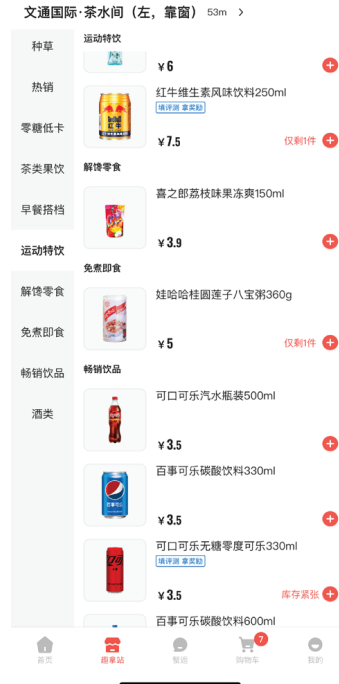 文通国际·茶水间（左，靠窗） 53m
种草
热销
零糖低卡
茶类果饮
早餐搭档
运动特饮
解馋零食
免煮即食
畅销饮品
酒类
运动特饮
¥6
红牛维生素风味饮料250ml
填评测 拿奖励
¥7.5
仅剩1件
解馋零食
喜之郎荔枝味果冻爽150ml
¥3.9
免煮即食
娃哈哈桂圆莲子八宝粥360g
¥5
仅剩1件
畅销饮品
可口可乐汽水瓶装500ml
¥3.5
百事可乐碳酸饮料330ml
¥3.5
可口可乐无糖零度可乐330ml
填评测 拿奖励
¥3.5
库存紧张
百事可乐碳酸饮料600ml
首页
趣拿站
蟹逅
购物车
7
我的